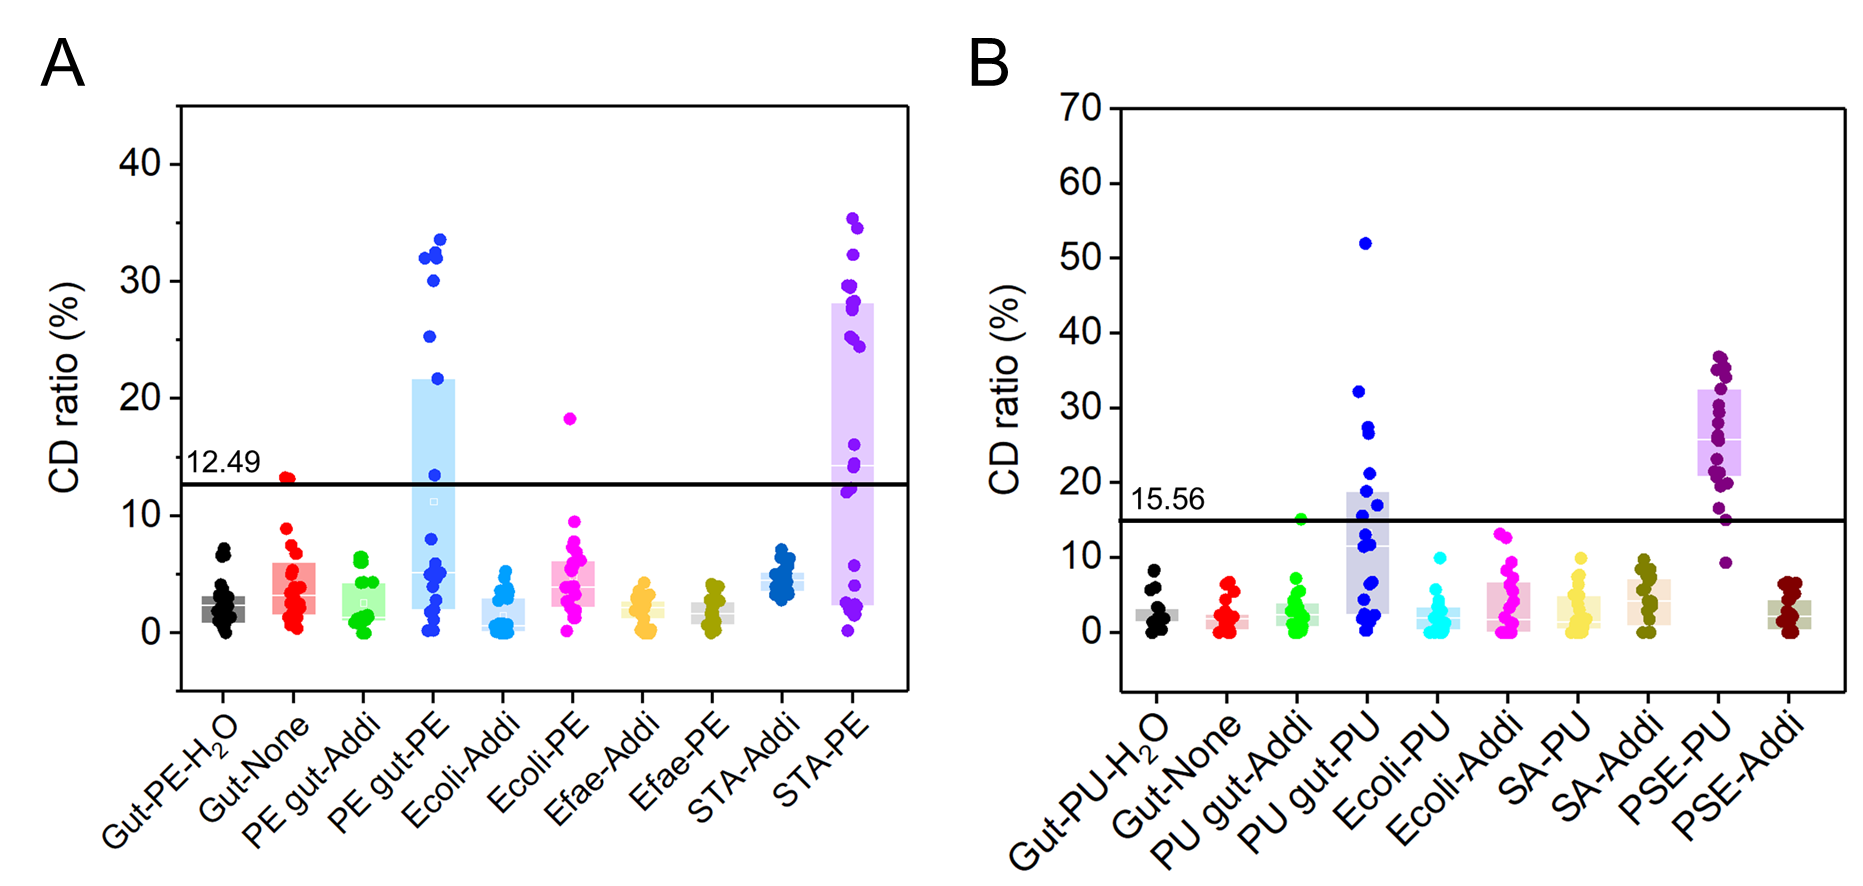 A
CD ratio (%)
40
30
20
10
0
12.49
Gut-PE-H₂O
Gut-None
PE gut-Addi
PE gut-PE
Ecoli-Addi
Ecoli-PE
Efae-Addi
Efae-PE
STA-Addi
STA-PE
B
CD ratio (%)
70
60
50
40
30
20
10
0
15.56
Gut-PU-H₂O
Gut-None
PU gut-Addi
PU gut-PU
Ecoli-PU
Ecoli-Addi
SA-PU
SA-Addi
PSE-PU
PSE-Addi